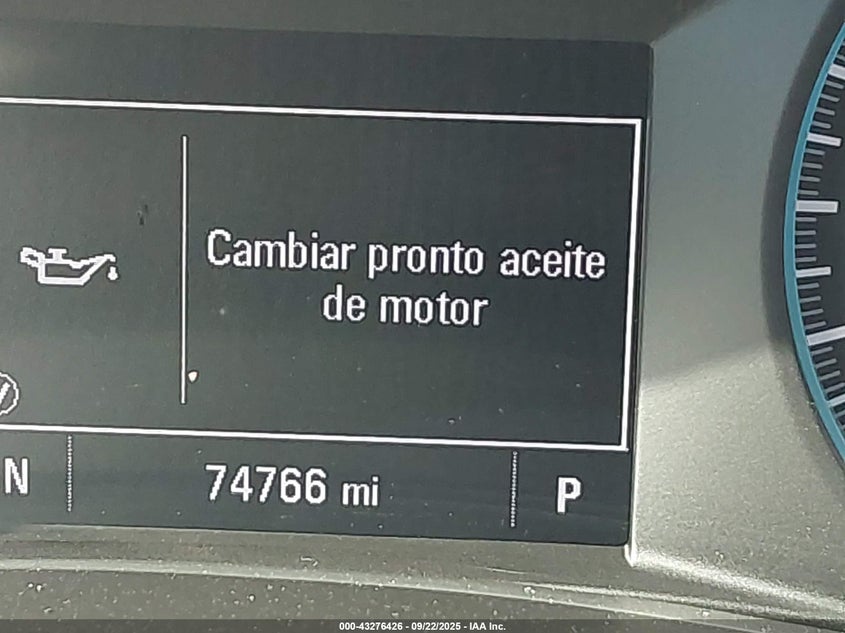 Cambiar pronto aceite
de motor
N 74766 mi P
000-43276426 - 09/22/2025 - IAA Inc.